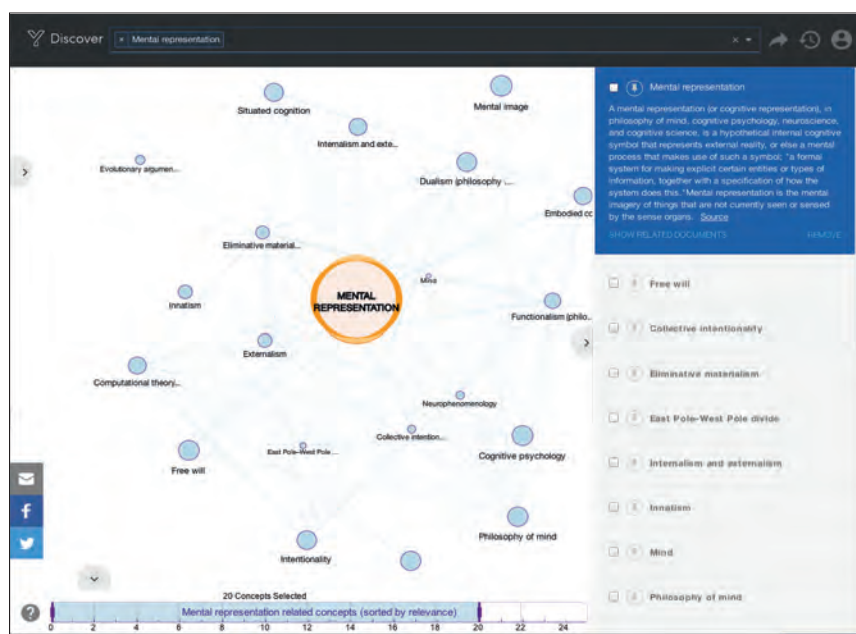 Discover
× Mental representation
Situated cognition
Mental image
Internalism and exte...
Evolutionary argumen...
Dualism (philosophy ...
Embodied cc
Eliminative material...
Mind
MENTAL
REPRESENTATION
Innatism
Functionalism (philo..
Externalism
Computational theory...
Neurophenomenology
Collective intention...
East Pole-West Pole ...
Cognitive psychology
Free will
Philosophy of mind
Intentionality
20 Concepts Selected
Mental representation related concepts (sorted by relevance)
0 2 4 6 8 10 12 14 16 18 20 22 24
Mental representation
A mental representation (or cognitive representation), in
philosophy of mind, cognitive psychology, neuroscience,
and cognitive science, is a hypothetical internal cognitive
symbol that represents external reality, or else a mental
process that makes use of such a symbol; "a formal
system for making explicit certain entities or types of
information, together with a specification of how the
system does this."Mental representation is the mental
imagery of things that are not currently seen or sensed
by the sense organs. Source
SHOW RELATED DOCUMENTS REMOVE
Free will
Collective intentionality
Eliminative materialism
East Pole-West Pole divide
Internalism and externalism
Innatism
Mind
Philosophy of mind